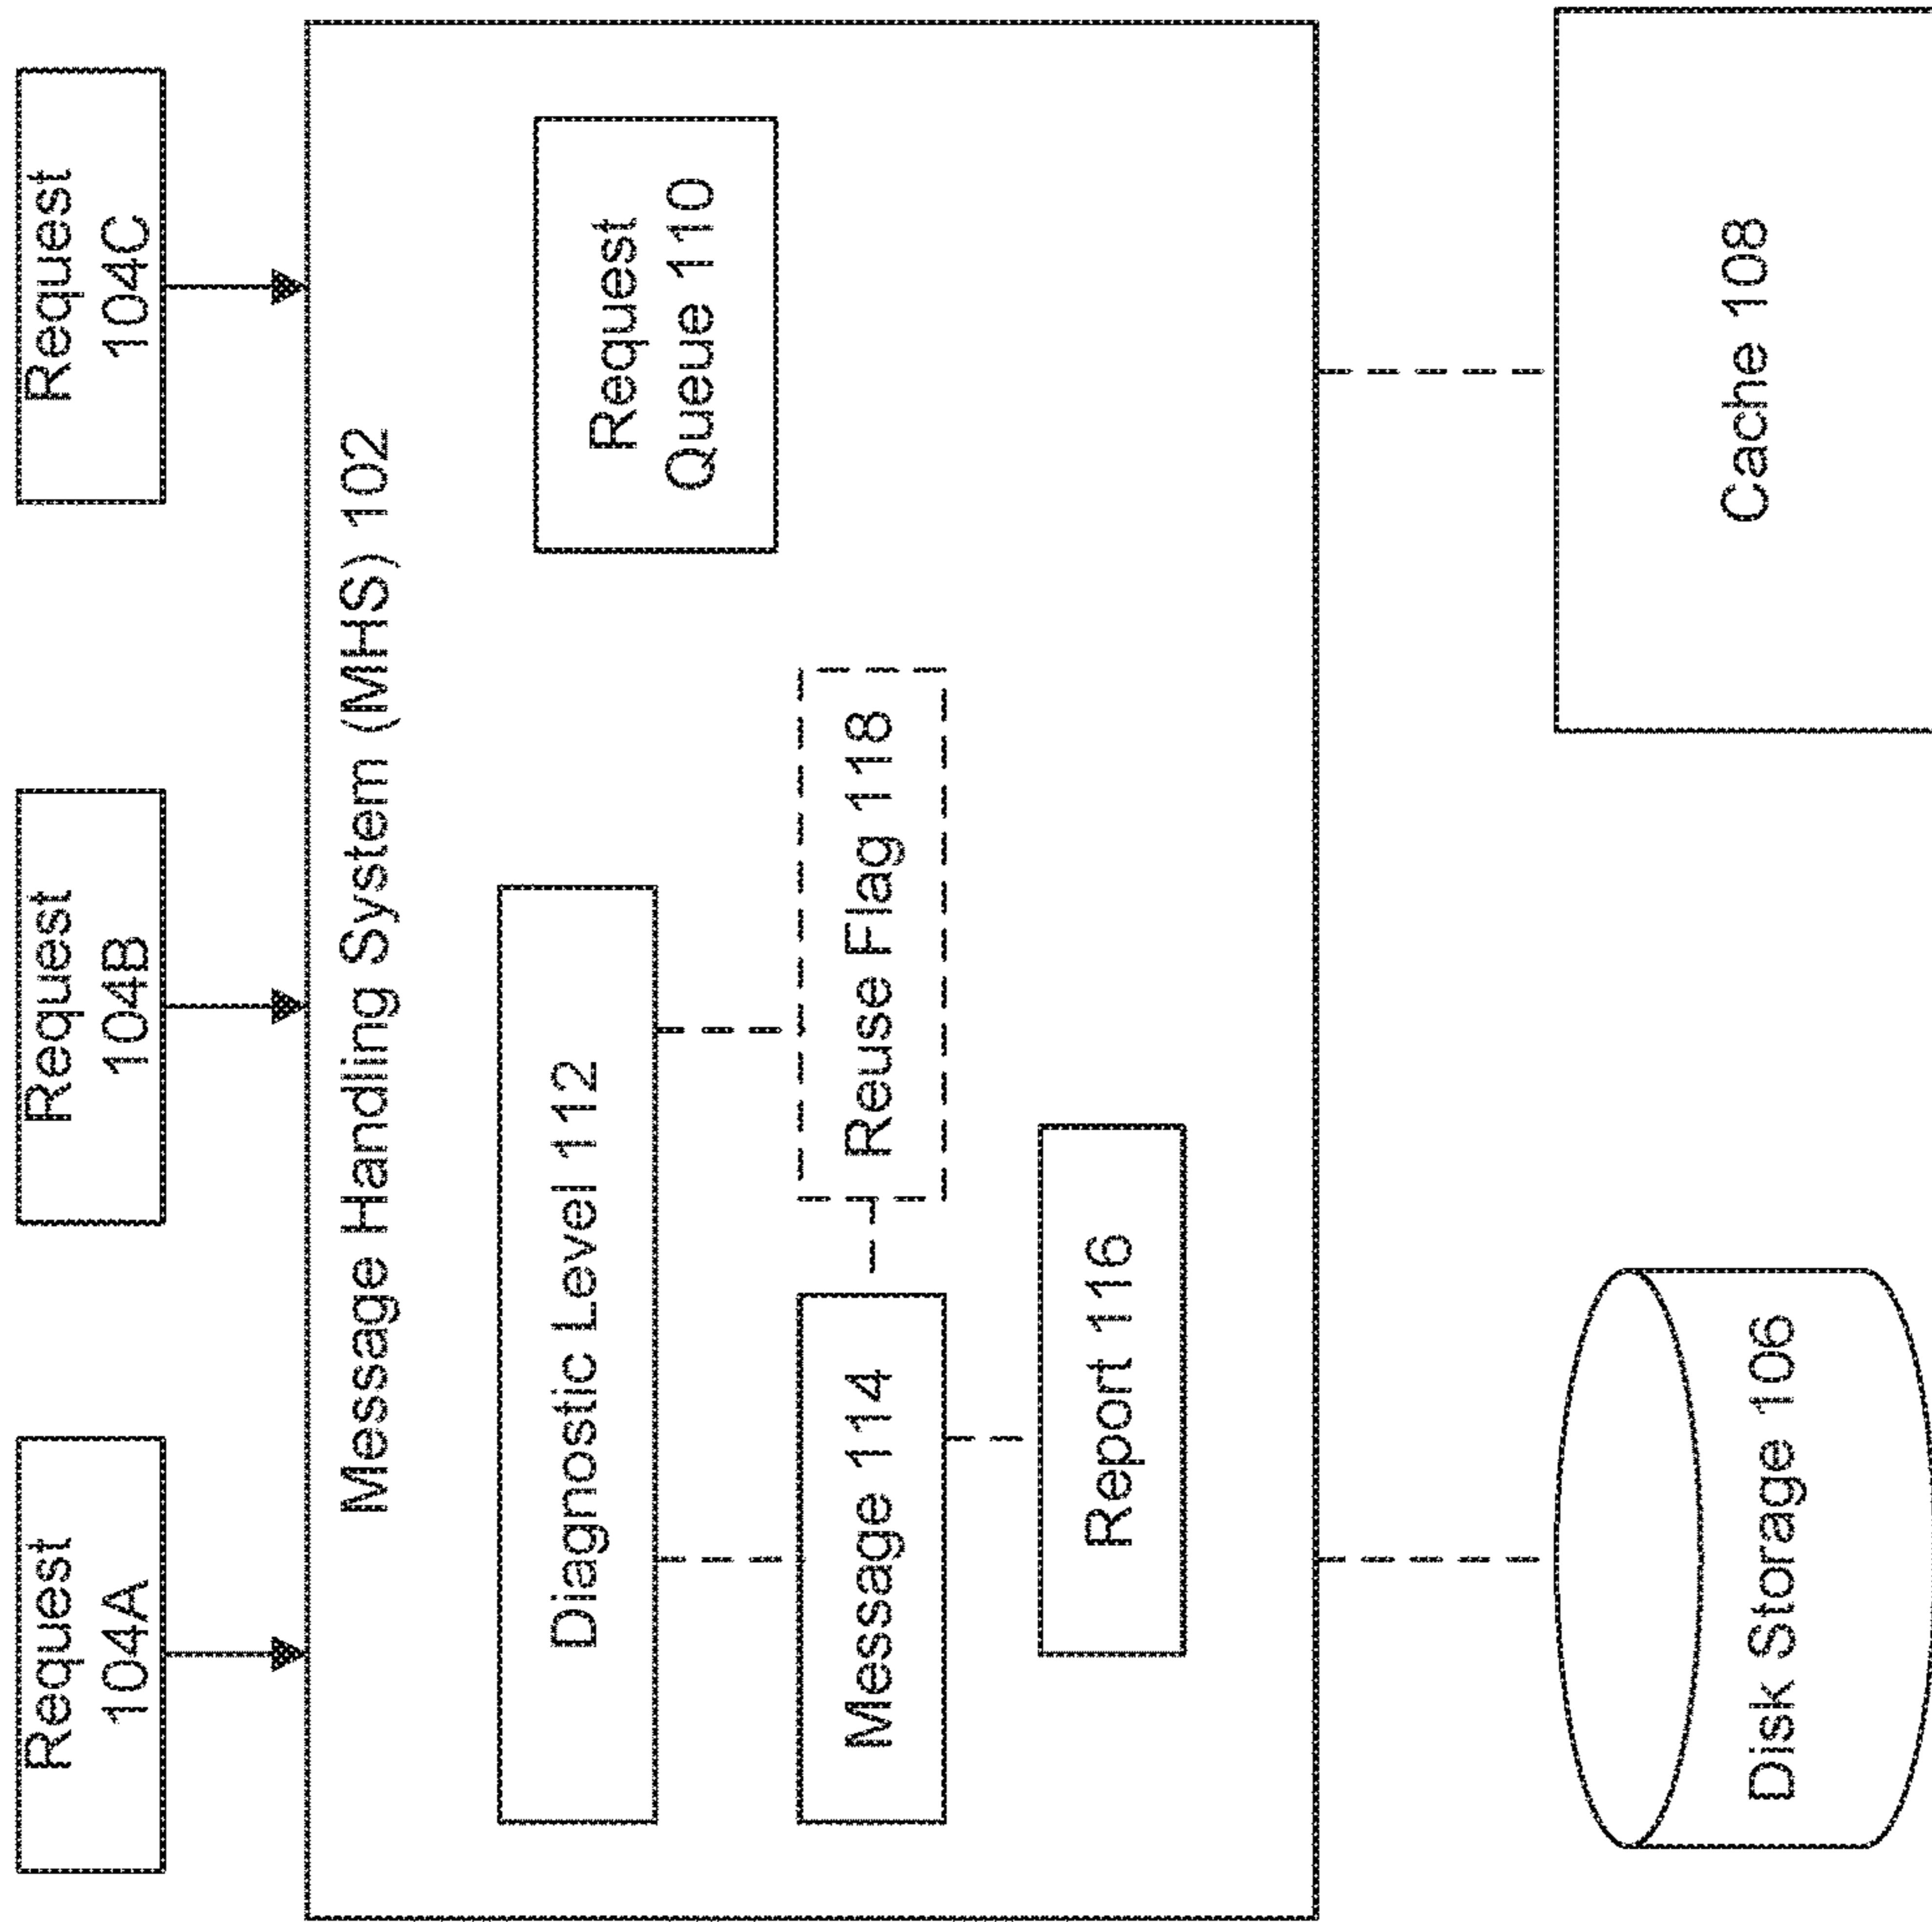 Request
104A
Request
104B
Request
104C
Message Handling System (MHS) 102
Diagnostic Level 112
Request
Queue 110
Message 114
Reuse Flag 118
Report 116
Disk Storage 106
Cache 108